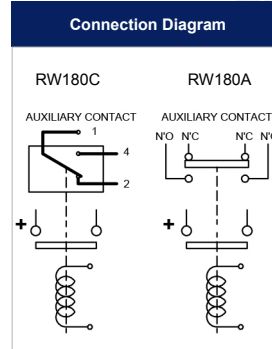 Connection Diagram
RW180C RW180A
AUXILIARY CONTACT AUXILIARY CONTACT
1 N'O N'C N'C N'O
4
2
+ +